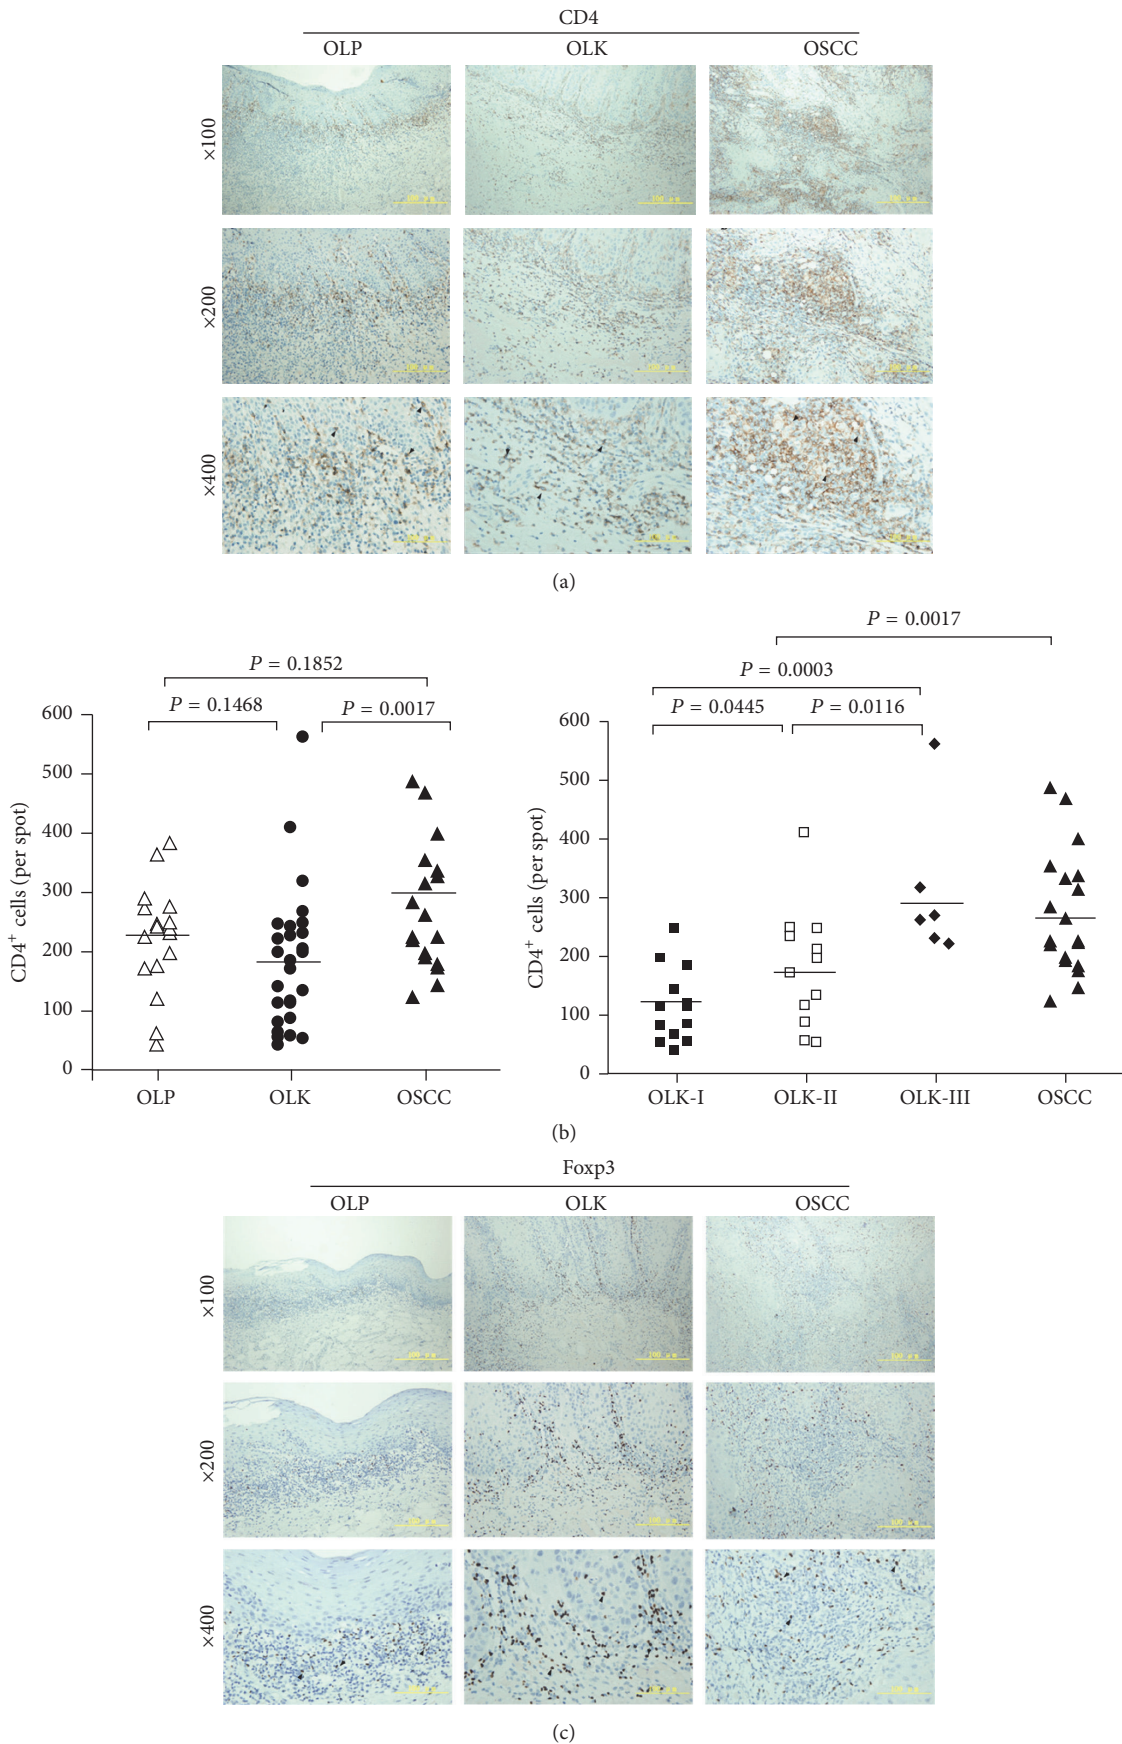 CD4
OLP OLK OSCC
×100
×200
×400
(a)
P = 0.1852
P = 0.1468 P = 0.0017
600
500
400
300
200
100
0
CD4⁺ cells (per spot)
OLP OLK OSCC
P = 0.0017
P = 0.0003
P = 0.0445 P = 0.0116
600
500
400
300
200
100
0
CD4⁺ cells (per spot)
OLK-I OLK-II OLK-III OSCC
(b)
Foxp3
OLP OLK OSCC
×100
×200
×400
(c)